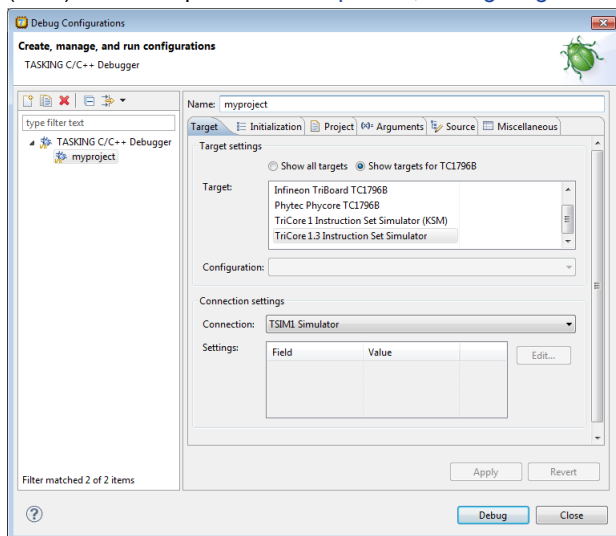 Debug Configurations
Create, manage, and run configurations
TASKING C/C++ Debugger
type filter text
TASKING C/C++ Debugger
myproject
Filter matched 2 of 2 items
Name: myproject
Target Initialization Project (x)= Arguments Source Miscellaneous
Target settings
Show all targets Show targets for TC1796B
Target:
Infineon TriBoard TC1796B
Phytec Phycore TC1796B
TriCore 1 Instruction Set Simulator (KSM)
TriCore 1.3 Instruction Set Simulator
Configuration:
Connection settings
Connection: TSIM1 Simulator
Settings: Field Value Edit...
Apply Revert
Debug Close